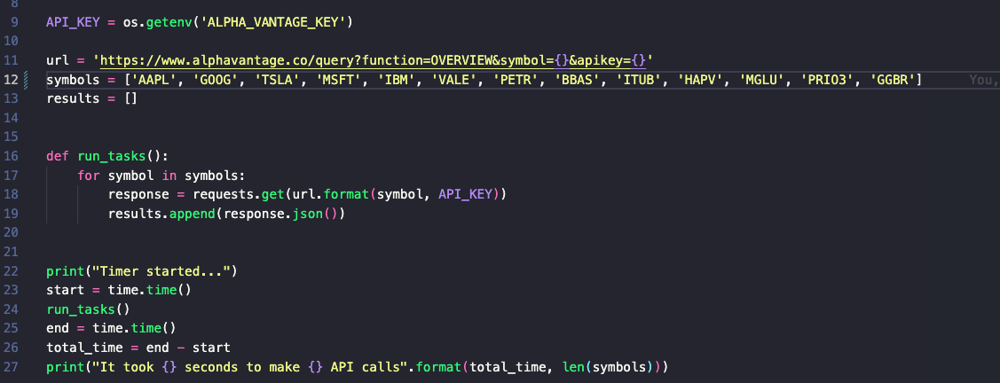 8
9 API_KEY = os.getenv('ALPHA_VANTAGE_KEY')
10
11 url = 'https://www.alphavantage.co/query?function=OVERVIEW&symbol={}&apikey={}'
12 symbols = ['AAPL', 'GOOG', 'TSLA', 'MSFT', 'IBM', 'VALE', 'PETR', 'BBAS', 'ITUB', 'HAPV', 'MGLU', 'PRIO3', 'GGBR'] You,
13 results = []
14
15
16 def run_tasks():
17     for symbol in symbols:
18         response = requests.get(url.format(symbol, API_KEY))
19         results.append(response.json())
20
21
22 print("Timer started...")
23 start = time.time()
24 run_tasks()
25 end = time.time()
26 total_time = end - start
27 print("It took {} seconds to make {} API calls".format(total_time, len(symbols)))